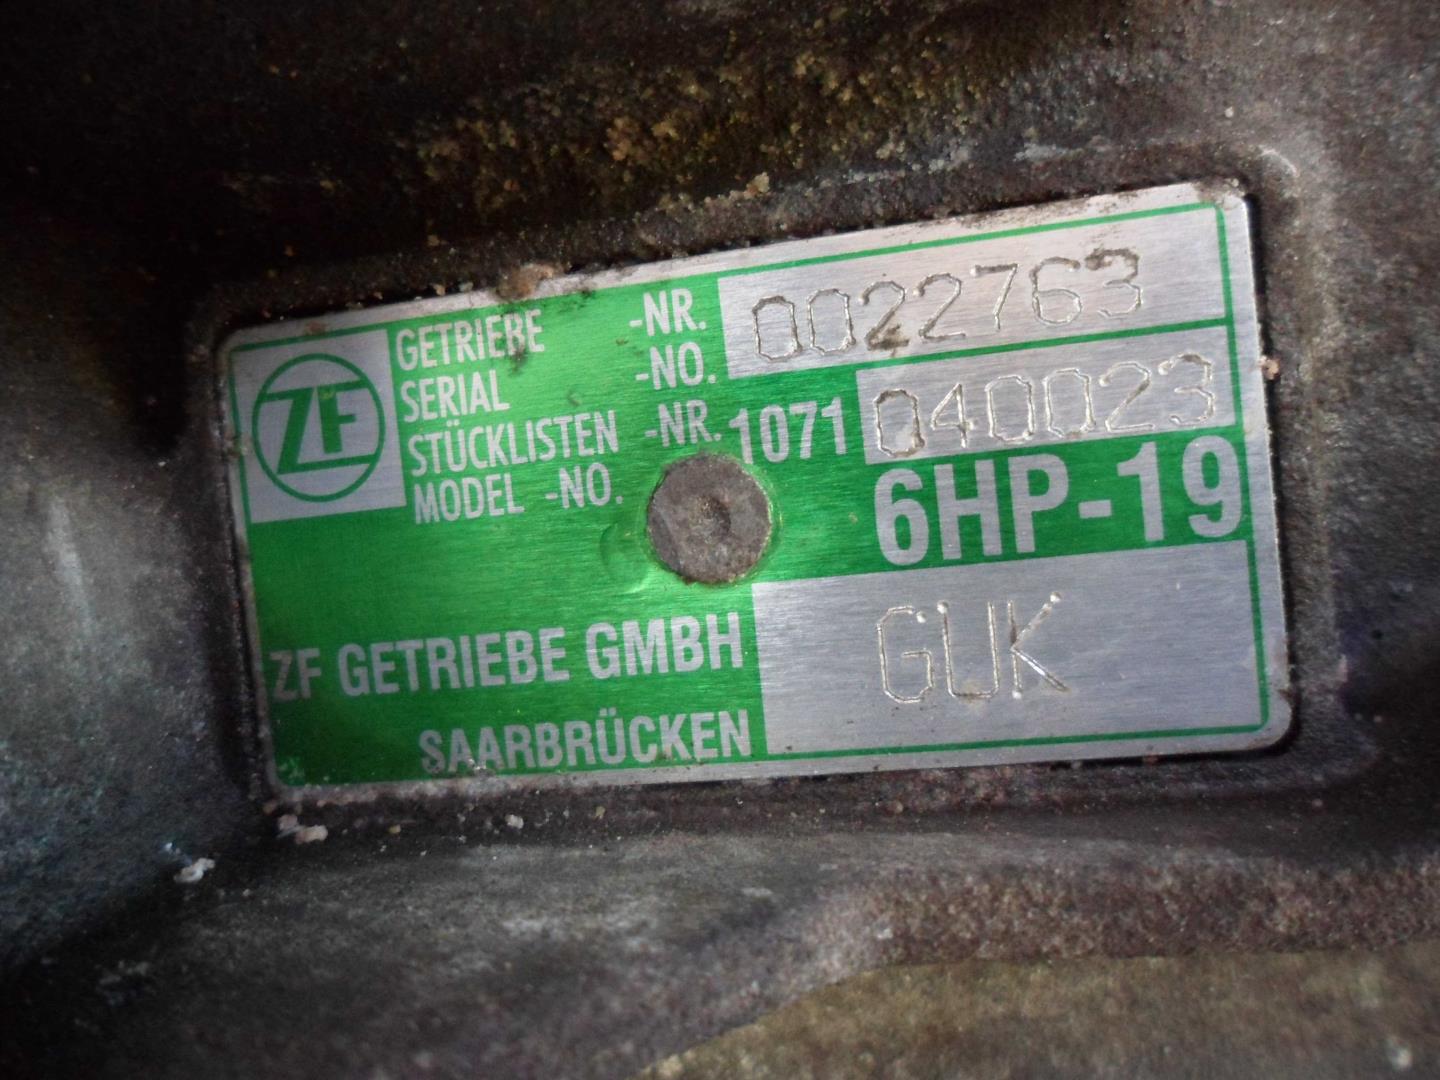 ZF
GETRIEBE -NR. 0022763
SERIAL -NO.
STÜCKLISTEN -NR. 1071 040023
MODEL -NO.
6HP-19
GUK
ZF GETRIEBE GMBH
SAARBRÜCKEN